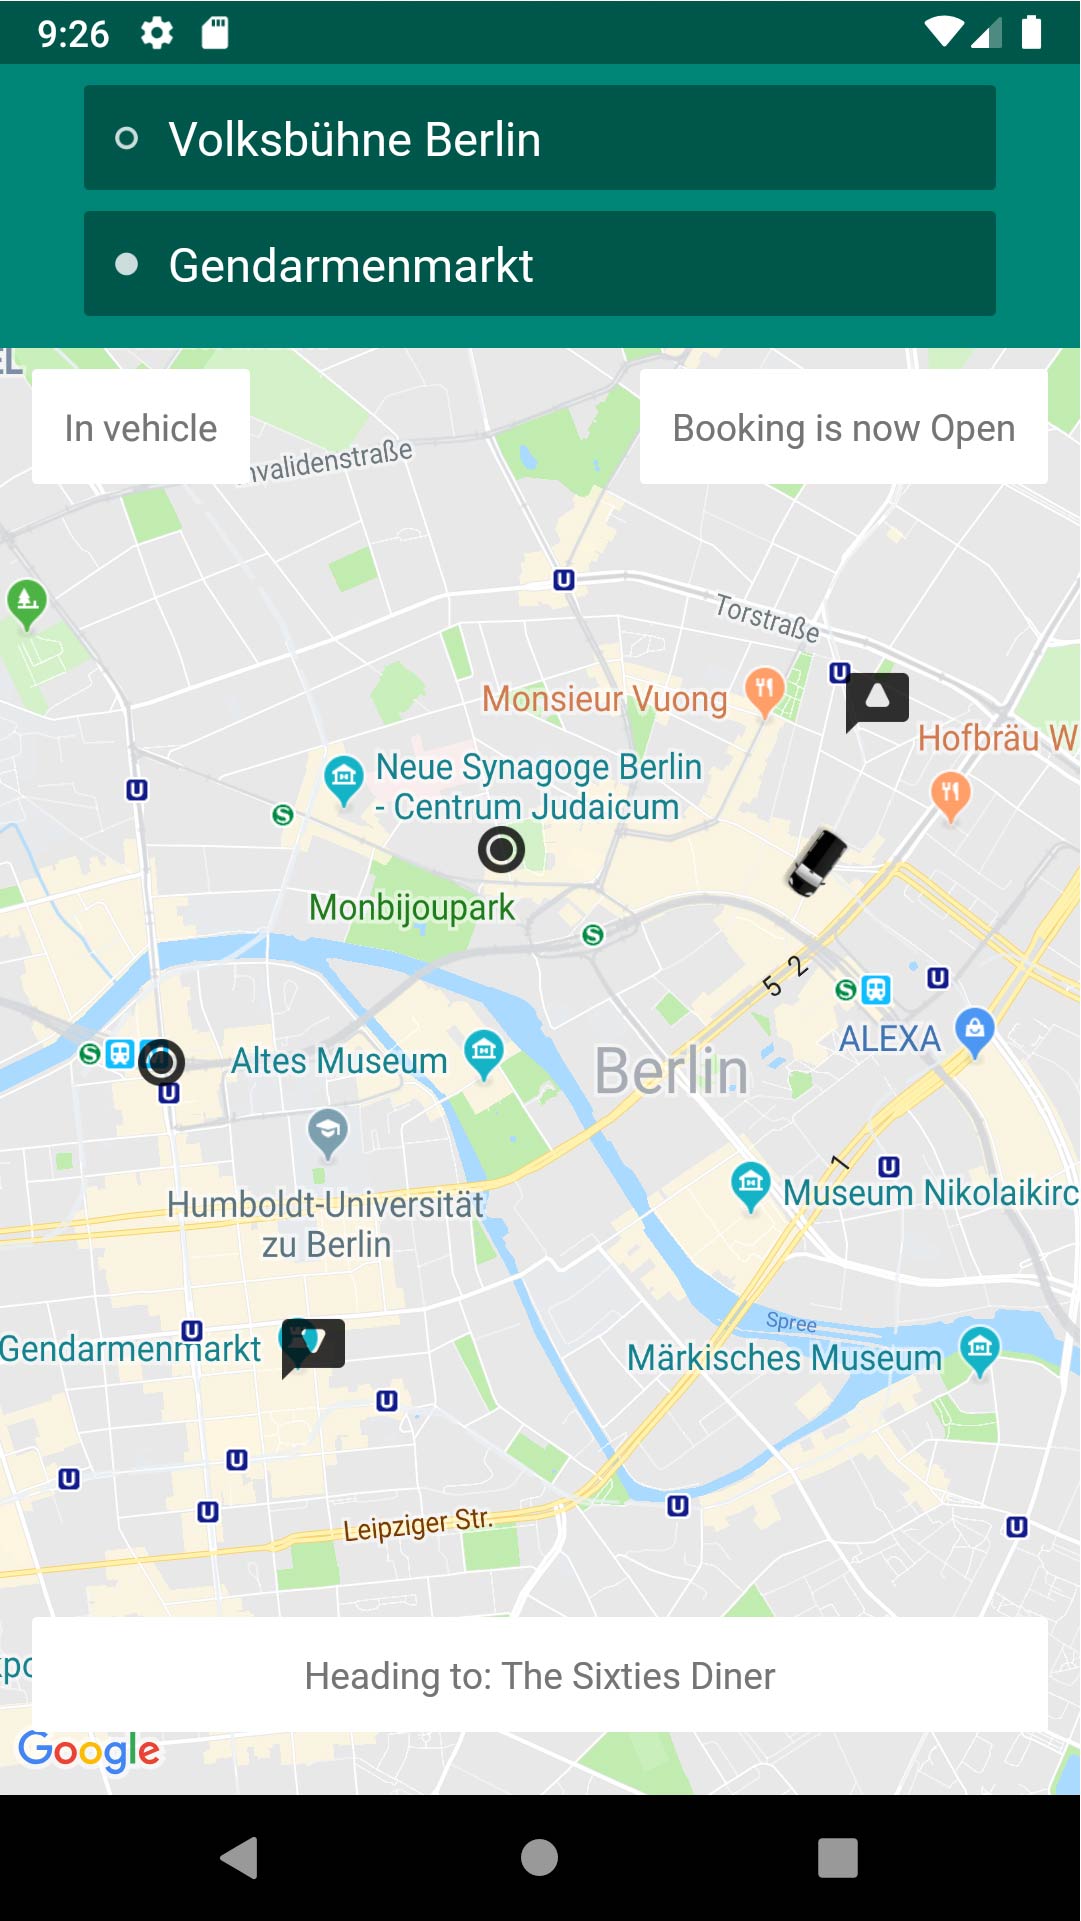 9:26
Volksbühne Berlin
Gendarmenmarkt
In vehicle
Booking is now Open
nvalidenstraße
Torstraße
Monsieur Vuong
Hofbräu W
Neue Synagoge Berlin
- Centrum Judaicum
Monbijoupark
5 2
ALEXA
Altes Museum
Berlin
1
Museum Nikolaikirc
Humboldt-Universität
zu Berlin
Spree
Gendarmenmarkt
Märkisches Museum
Leipziger Str.
Heading to: The Sixties Diner
Google